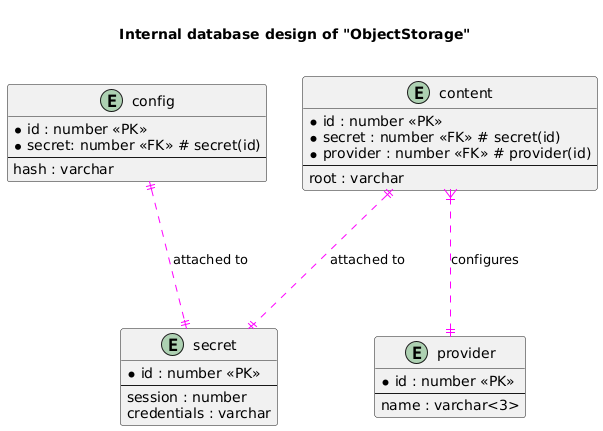 Internal database design of "ObjectStorage"
E config
* id : number «PK»
* secret: number «FK» # secret(id)
hash : varchar
E content
* id : number «PK»
* secret : number «FK» # secret(id)
* provider : number «FK» # provider(id)
root : varchar
attached to
attached to
configures
E secret
* id : number «PK»
session : number
credentials : varchar
E provider
* id : number «PK»
name : varchar<3>